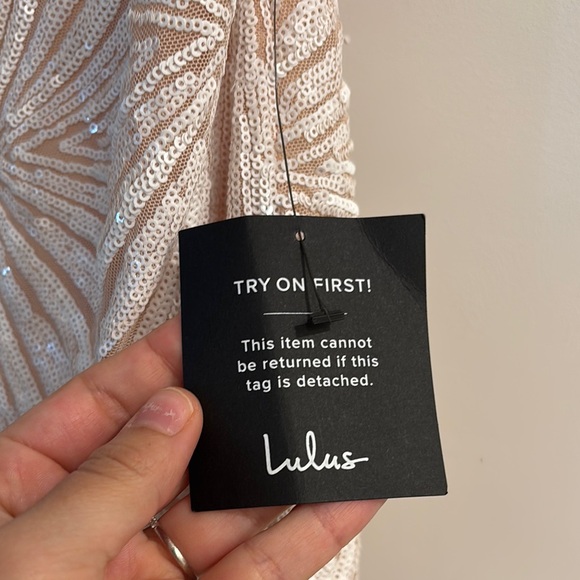 TRY ON FIRST!
This item cannot
be returned if this
tag is detached.
Lulus